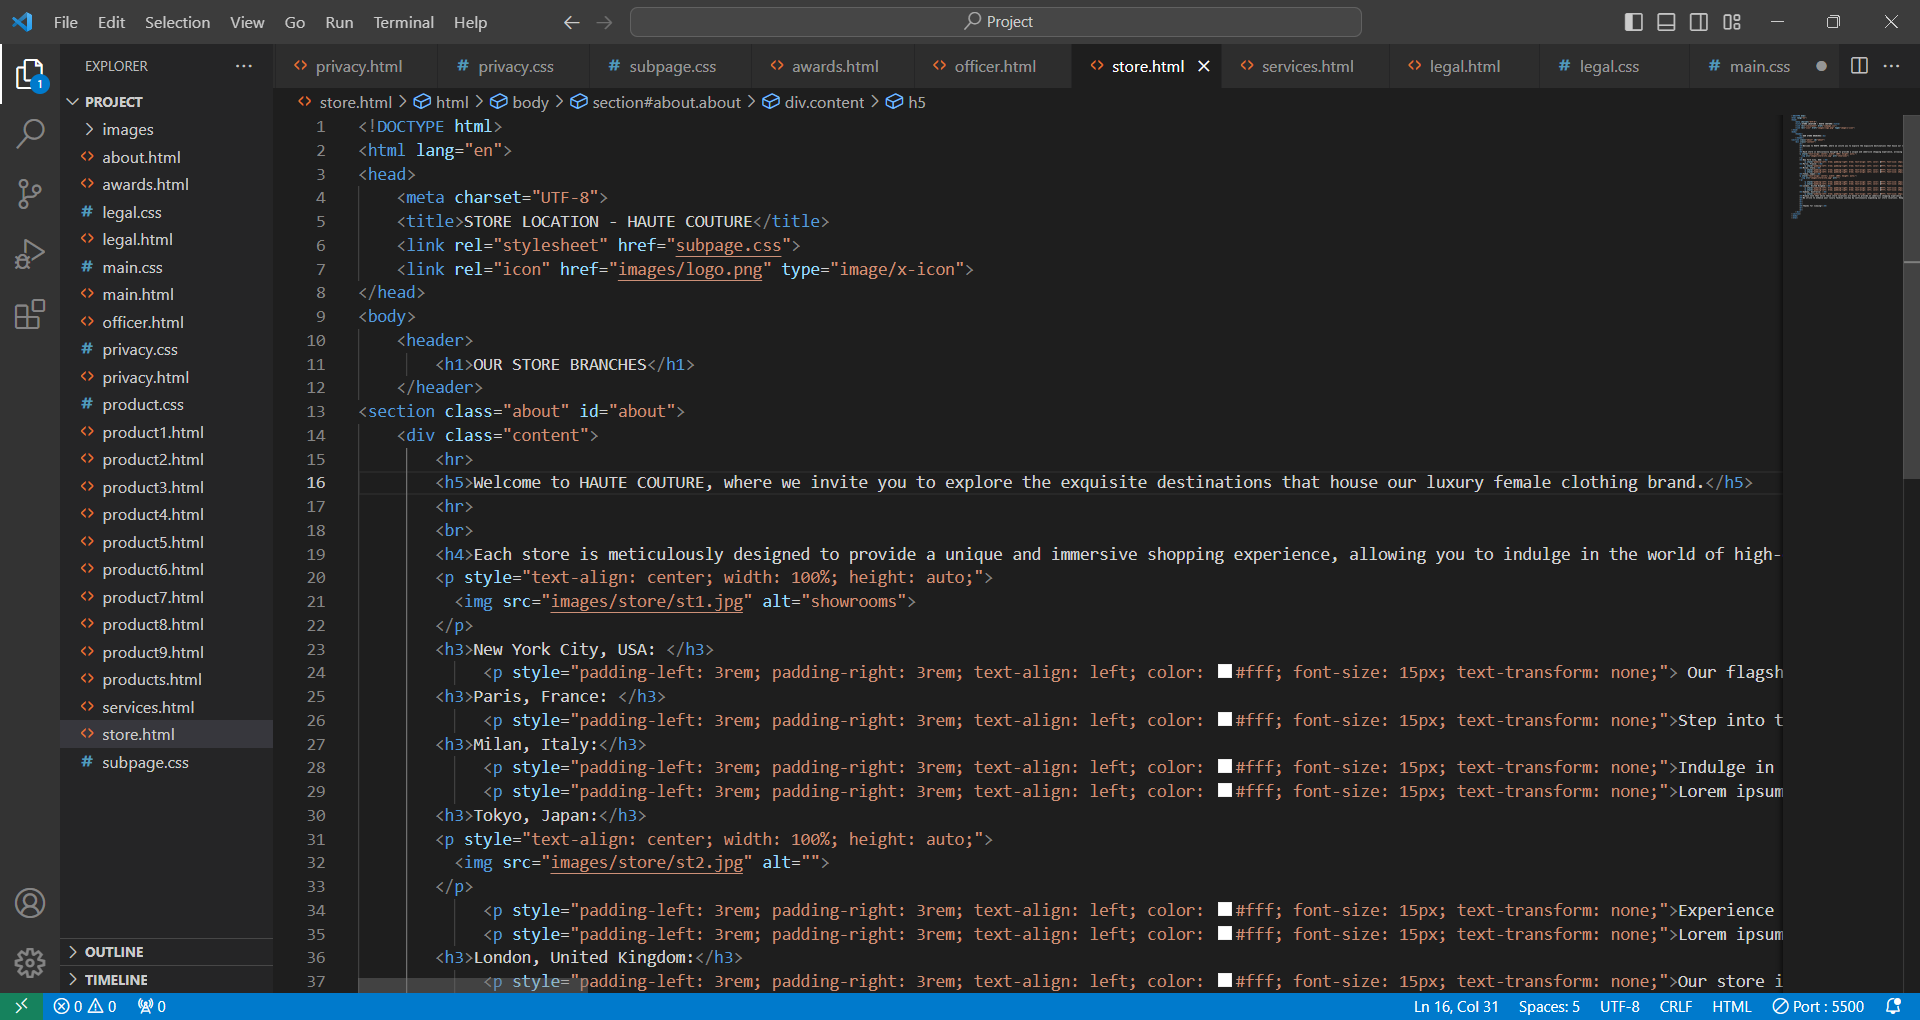 File Edit Selection View Go Run Terminal Help
Project
EXPLORER
privacy.html # privacy.css # subpage.css awards.html officer.html store.html services.html legal.html # legal.css # main.css
1
PROJECT
images
about.html
awards.html
# legal.css
legal.html
# main.css
main.html
officer.html
# privacy.css
privacy.html
# product.css
product1.html
product2.html
product3.html
product4.html
product5.html
product6.html
product7.html
product8.html
product9.html
products.html
services.html
store.html
# subpage.css
OUTLINE
TIMELINE
store.html > html > body > section#about.about > div.content > h5
1 <!DOCTYPE html>
2 <html lang="en">
3 <head>
4 <meta charset="UTF-8">
5 <title>STORE LOCATION - HAUTE COUTURE</title>
6 <link rel="stylesheet" href="subpage.css">
7 <link rel="icon" href="images/logo.png" type="image/x-icon">
8 </head>
9 <body>
10 <header>
11 <h1>OUR STORE BRANCHES</h1>
12 </header>
13 <section class="about" id="about">
14 <div class="content">
15 <hr>
16 <h5>Welcome to HAUTE COUTURE, where we invite you to explore the exquisite destinations that house our luxury female clothing brand.</h5>
17 <hr>
18 <br>
19 <h4>Each store is meticulously designed to provide a unique and immersive shopping experience, allowing you to indulge in the world of high-
20 <p style="text-align: center; width: 100%; height: auto;">
21 <img src="images/store/st1.jpg" alt="showrooms">
22 </p>
23 <h3>New York City, USA: </h3>
24 <p style="padding-left: 3rem; padding-right: 3rem; text-align: left; color: #fff; font-size: 15px; text-transform: none;"> Our flagsh
25 <h3>Paris, France: </h3>
26 <p style="padding-left: 3rem; padding-right: 3rem; text-align: left; color: #fff; font-size: 15px; text-transform: none;">Step into t
27 <h3>Milan, Italy:</h3>
28 <p style="padding-left: 3rem; padding-right: 3rem; text-align: left; color: #fff; font-size: 15px; text-transform: none;">Indulge in
29 <p style="padding-left: 3rem; padding-right: 3rem; text-align: left; color: #fff; font-size: 15px; text-transform: none;">Lorem ipsum
30 <h3>Tokyo, Japan:</h3>
31 <p style="text-align: center; width: 100%; height: auto;">
32 <img src="images/store/st2.jpg" alt="">
33 </p>
34 <p style="padding-left: 3rem; padding-right: 3rem; text-align: left; color: #fff; font-size: 15px; text-transform: none;">Experience
35 <p style="padding-left: 3rem; padding-right: 3rem; text-align: left; color: #fff; font-size: 15px; text-transform: none;">Lorem ipsum
36 <h3>London, United Kingdom:</h3>
37 <p style="padding-left: 3rem; padding-right: 3rem; text-align: left; color: #fff; font-size: 15px; text-transform: none;">Our store i
0 0 0 Ln 16, Col 31 Spaces: 5 UTF-8 CRLF HTML Port : 5500